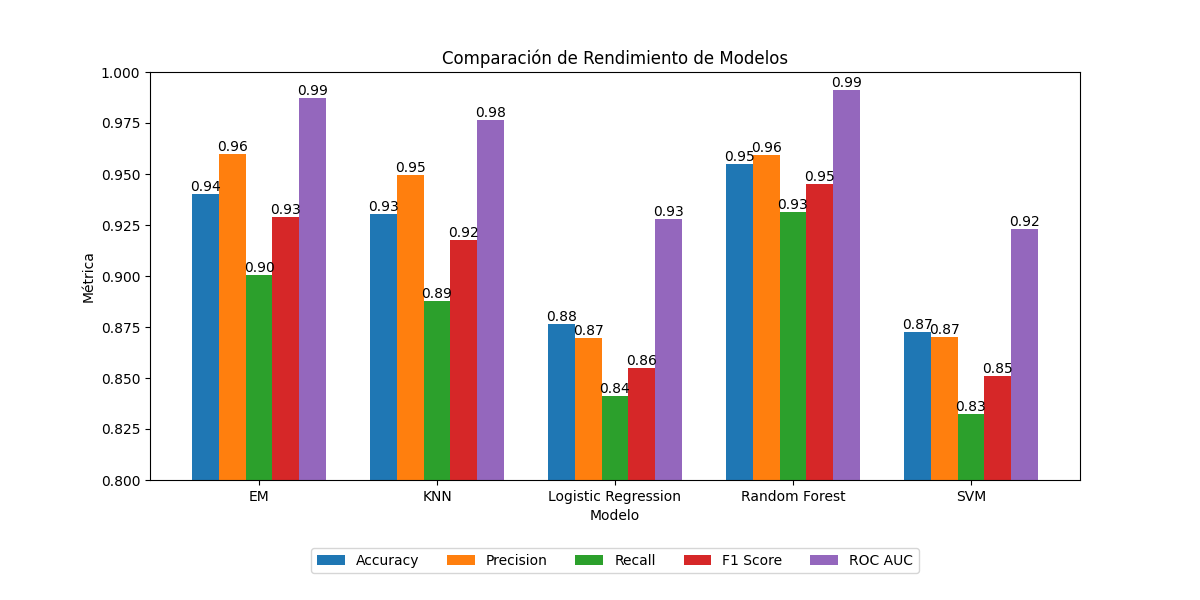 Comparación de Rendimiento de Modelos
Métrica
1.000
0.975
0.950
0.925
0.900
0.875
0.850
0.825
0.800
0.94 0.96 0.90 0.93 0.99
0.93 0.95 0.89 0.92 0.98
0.88 0.87 0.84 0.86 0.93
0.95 0.96 0.93 0.95 0.99
0.87 0.87 0.83 0.85 0.92
EM KNN Logistic Regression Random Forest SVM
Modelo
Accuracy Precision Recall F1 Score ROC AUC